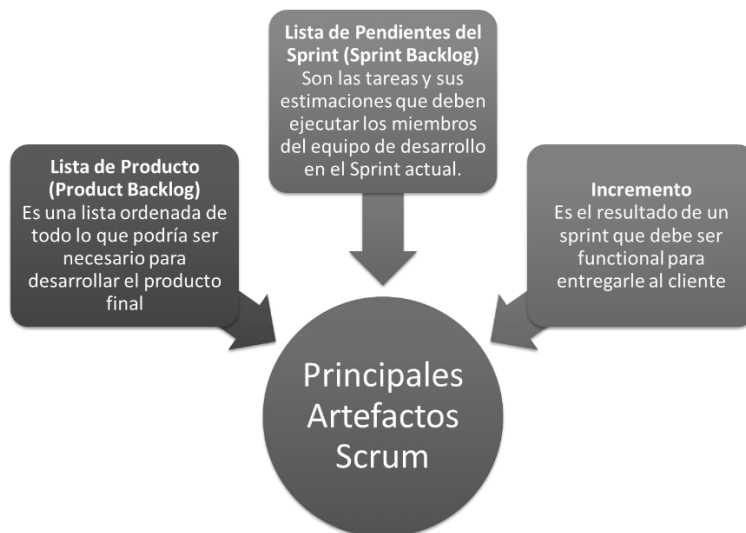 Lista de Pendientes del
Sprint (Sprint Backlog)
Son las tareas y sus
estimaciones que deben
ejecutar los miembros
del equipo de desarrollo
en el Sprint actual.
Lista de Producto
(Product Backlog)
Es una lista ordenada de
todo lo que podría ser
necesario para
desarrollar el producto
final
Incremento
Es el resultado de un
sprint que debe ser
functional para
entregarle al cliente
Principales
Artefactos
Scrum